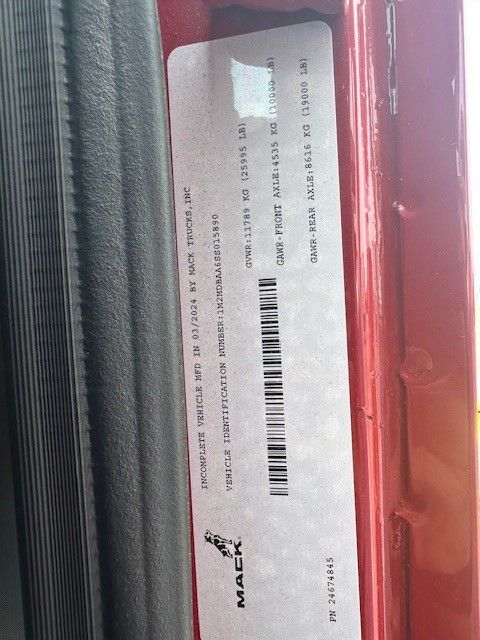 MACK
INCOMPLETE VEHICLE MFD IN 03/2024 BY MACK TRUCKS, INC
VEHICLE IDENTIFICATION NUMBER:1M2MDBAA6SS015890
GVWR:11789 KG (25995 LB)
GAWR-FRONT AXLE:4535 KG (10000 LB)
GAWR-REAR AXLE:8616 KG (19000 LB)
PN 24674845